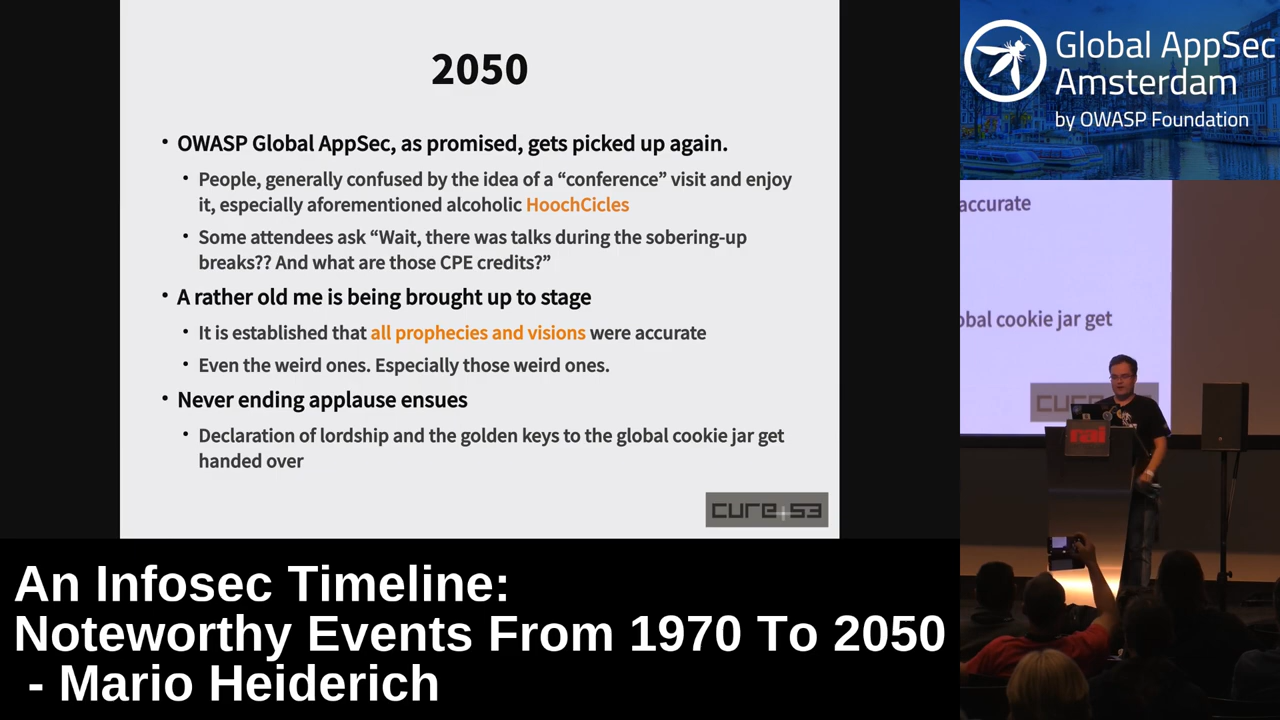 2050
• OWASP Global AppSec, as promised, gets picked up again.
• People, generally confused by the idea of a “conference” visit and enjoy
it, especially aforementioned alcoholic HoochCicles
• Some attendees ask “Wait, there was talks during the sobering-up
breaks?? And what are those CPE credits?”
• A rather old me is being brought up to stage
• It is established that all prophecies and visions were accurate
• Even the weird ones. Especially those weird ones.
• Never ending applause ensues
• Declaration of lordship and the golden keys to the global cookie jar get
handed over
cure+53
An Infosec Timeline:
Noteworthy Events From 1970 To 2050
- Mario Heiderich
Global AppSec
Amsterdam
by OWASP Foundation
accurate
obal cookie jar get
cure
rai